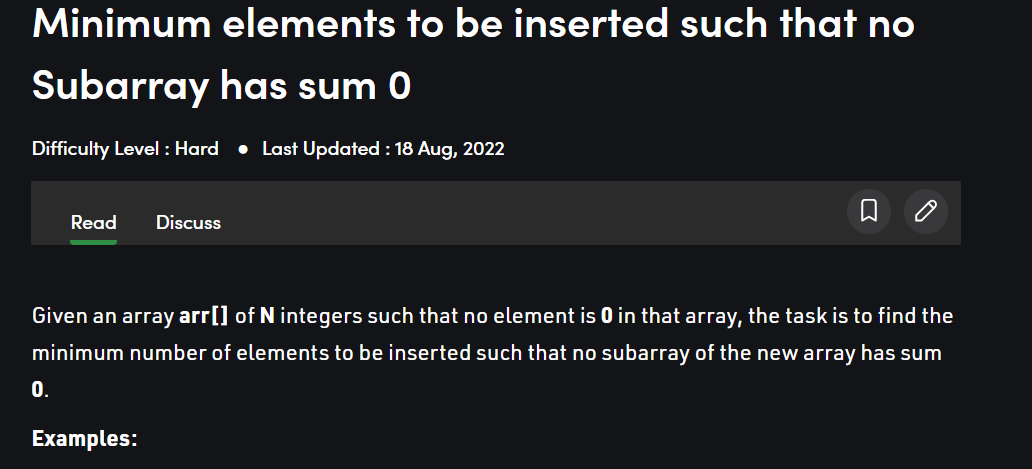 Minimum elements to be inserted such that no
Subarray has sum 0
Difficulty Level : Hard ● Last Updated : 18 Aug, 2022
Read Discuss
Given an array arr[] of N integers such that no element is 0 in that array, the task is to find the
minimum number of elements to be inserted such that no subarray of the new array has sum
0.
Examples: